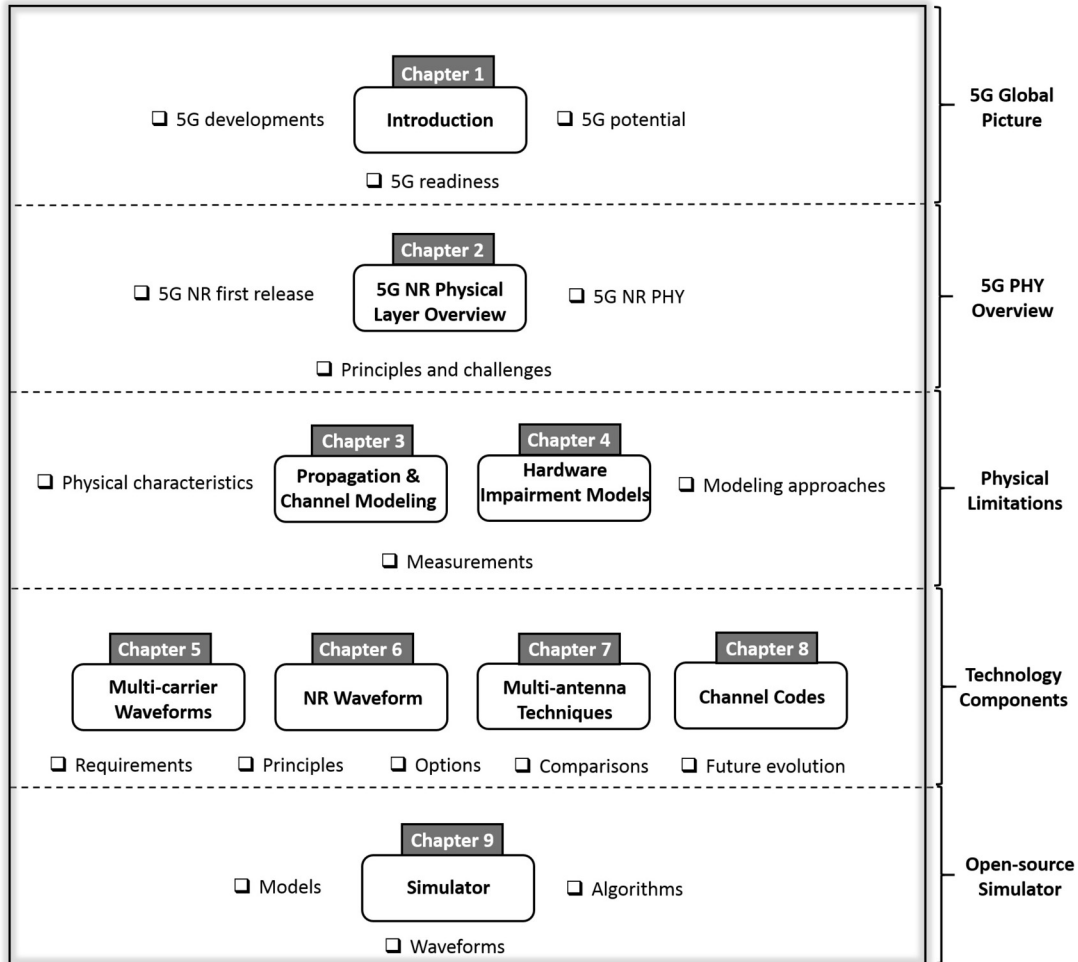 Chapter 1
Introduction
❑ 5G developments
❑ 5G potential
❑ 5G readiness
5G Global
Picture
Chapter 2
5G NR Physical
Layer Overview
❑ 5G NR first release
❑ 5G NR PHY
❑ Principles and challenges
5G PHY
Overview
Chapter 3
Propagation &
Channel Modeling
Chapter 4
Hardware
Impairment Models
❑ Physical characteristics
❑ Modeling approaches
❑ Measurements
Physical
Limitations
Chapter 5
Multi-carrier
Waveforms
Chapter 6
NR Waveform
Chapter 7
Multi-antenna
Techniques
Chapter 8
Channel Codes
❑ Requirements
❑ Principles
❑ Options
❑ Comparisons
❑ Future evolution
Technology
Components
Chapter 9
Simulator
❑ Models
❑ Algorithms
❑ Waveforms
Open-source
Simulator